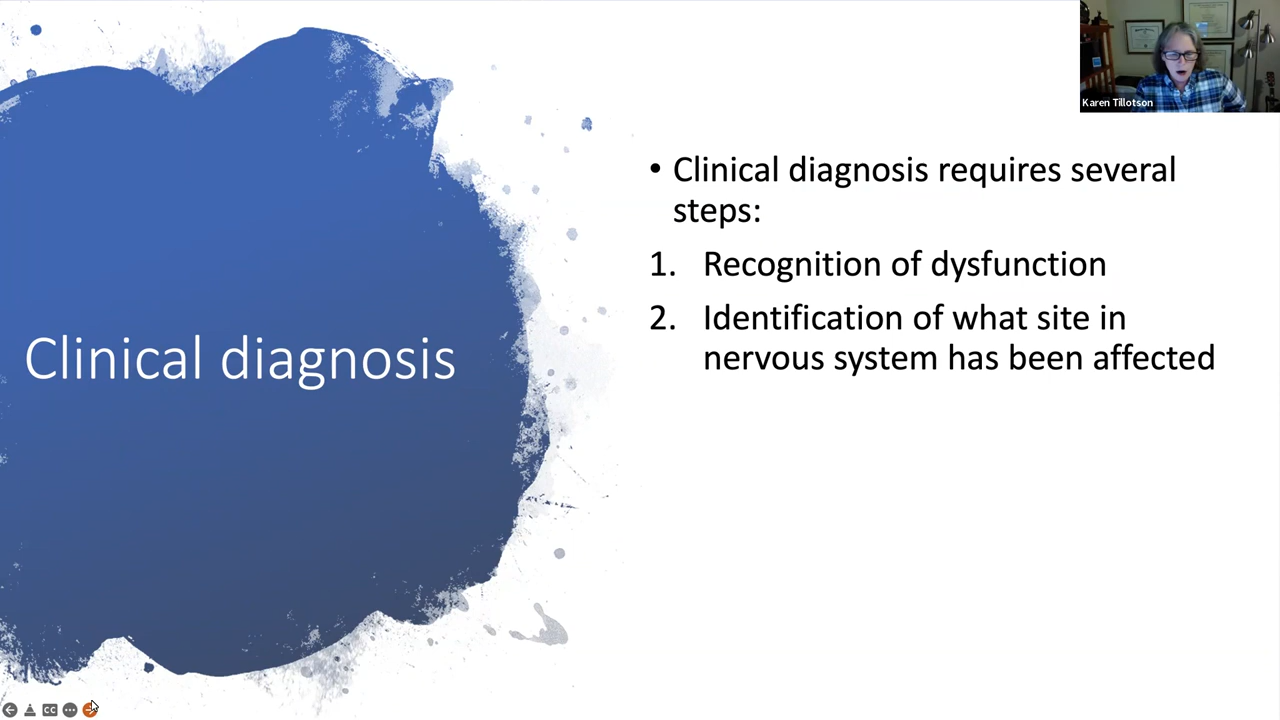 Karen Tillotson
• Clinical diagnosis requires several
steps:
1. Recognition of dysfunction
2. Identification of what site in
nervous system has been affected
Clinical diagnosis
CC